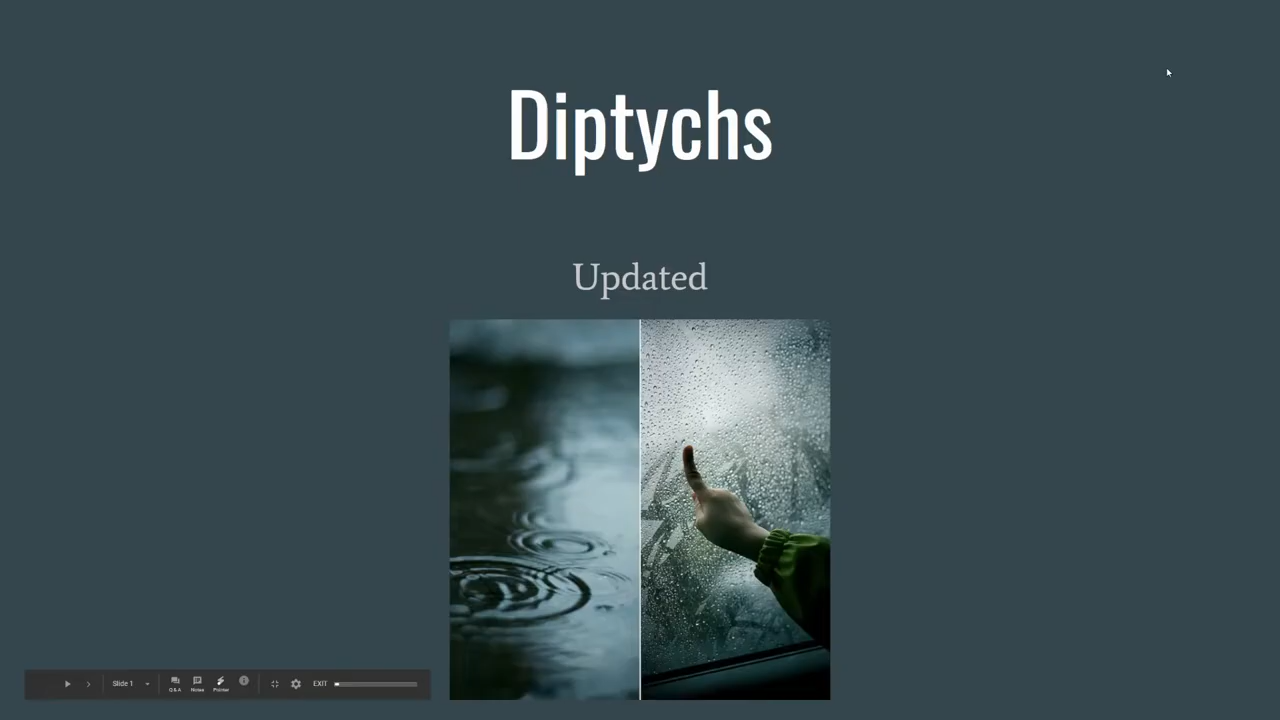 Diptychs
Updated
Slide 1
Q&A
Notes
Pointer
EXIT